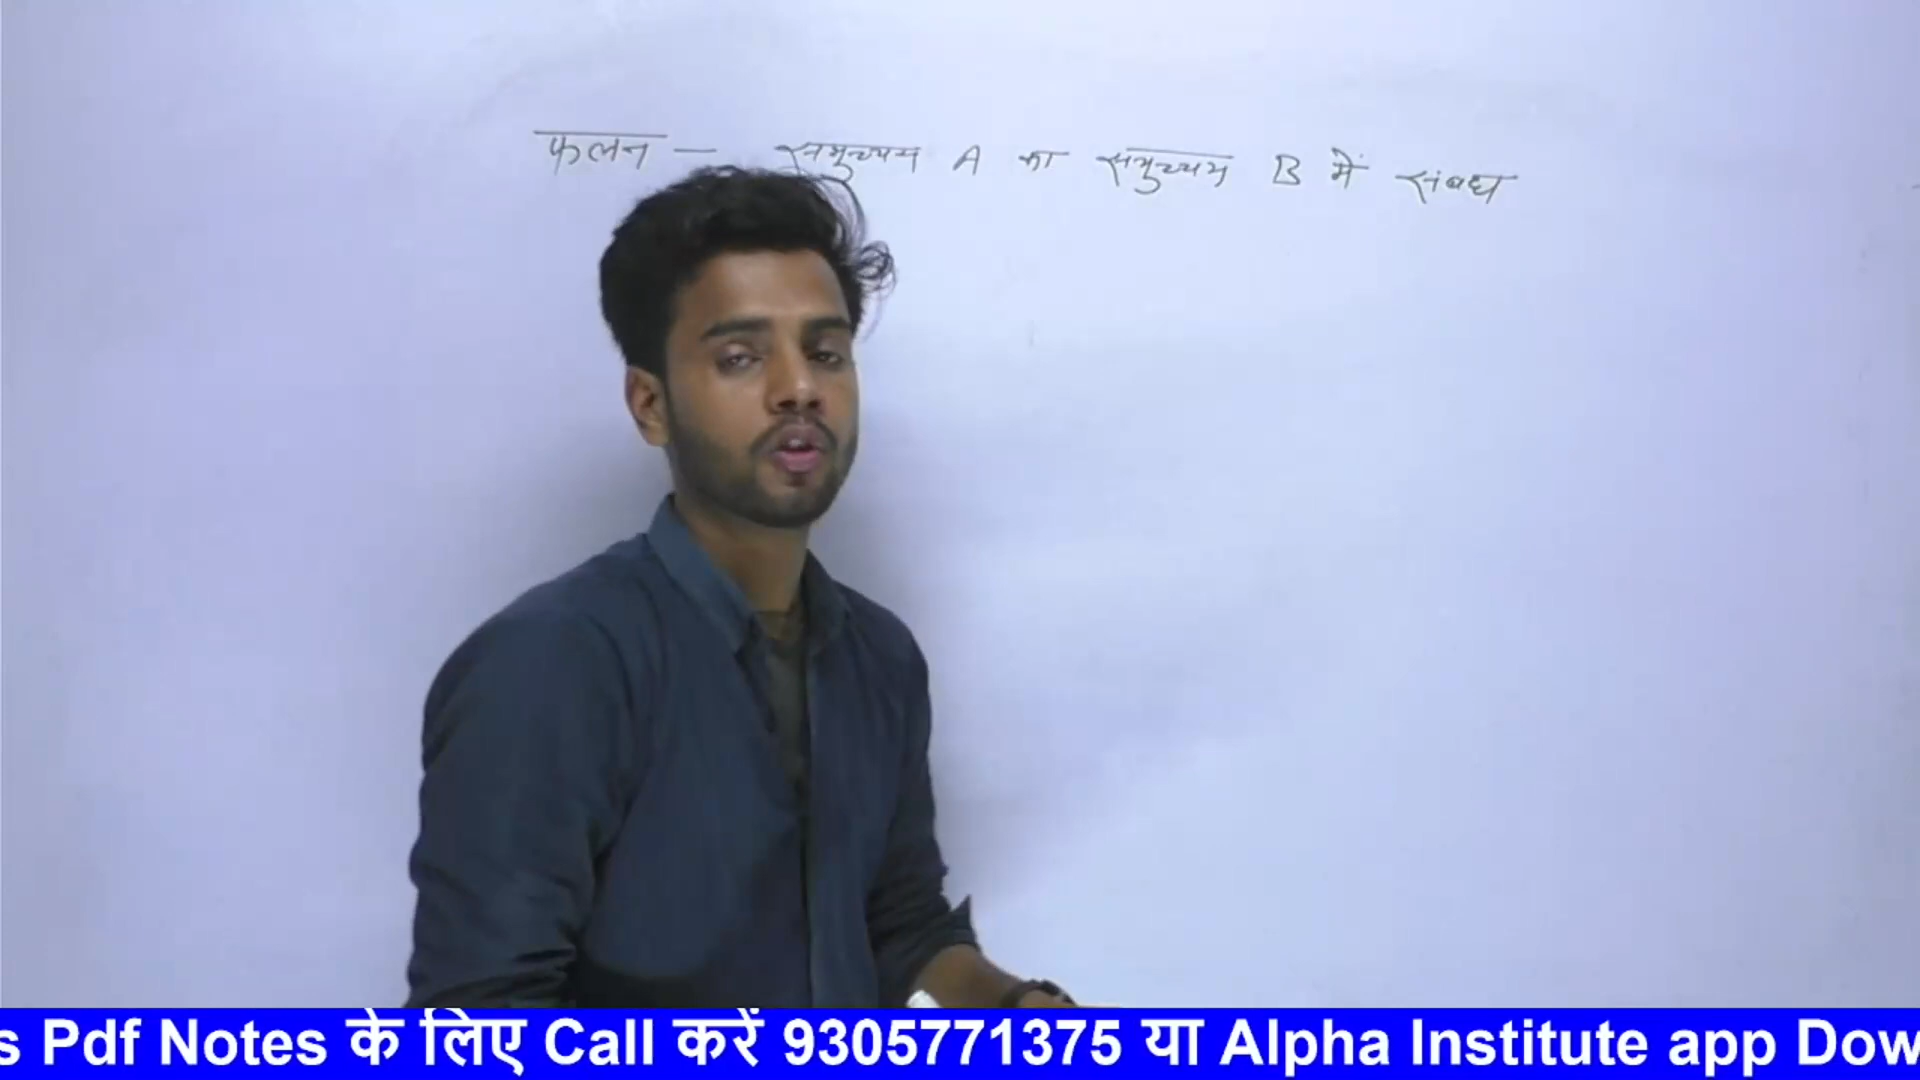 फलन — समुच्चय A का समुच्चय B में संबंध
s Pdf Notes के लिए Call करें 9305771375 या Alpha Institute app Dow